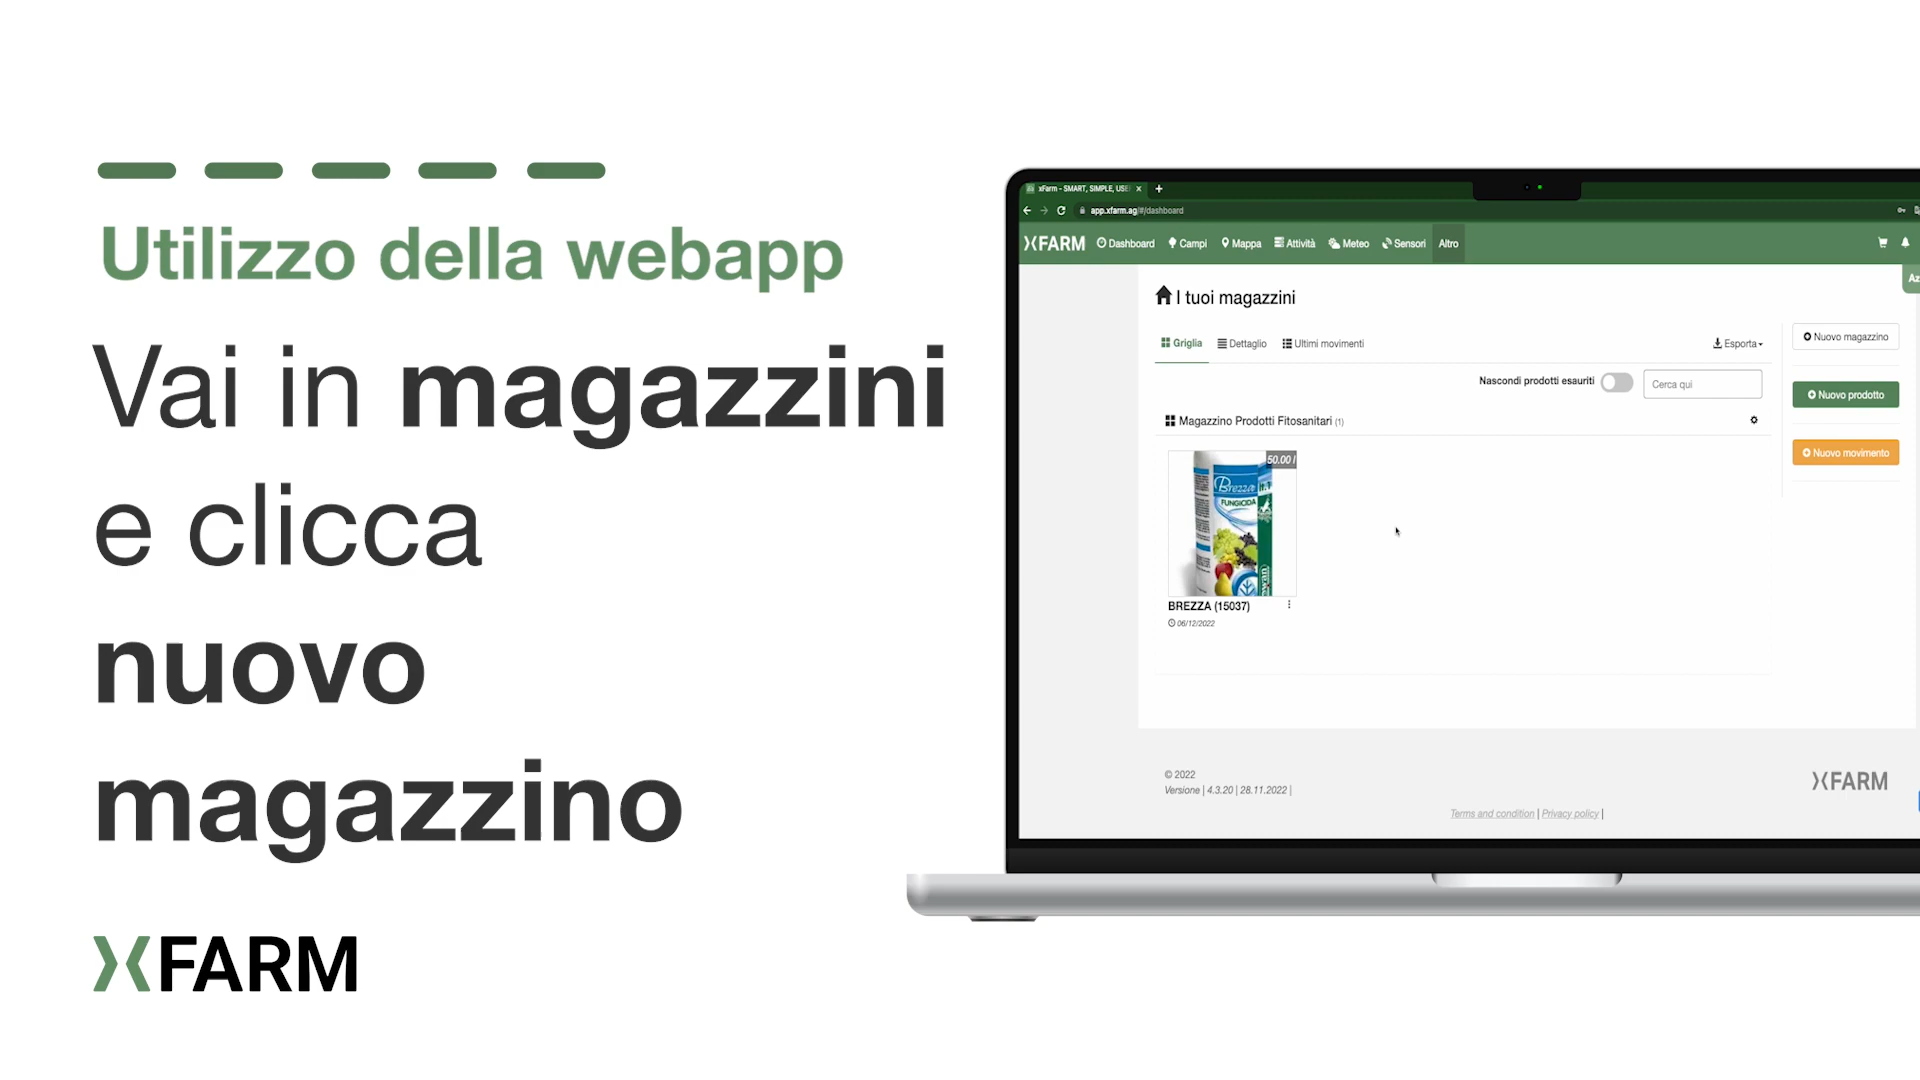 Utilizzo della webapp
Vai in magazzini
e clicca
nuovo
magazzino
XFARM
xFarm - SMART, SIMPLE, USE
app.xfarm.ag/#/dashboard
XFARM Dashboard Campi Mappa Attività Meteo Sensori Altro
Az
I tuoi magazzini
Griglia Dettaglio Ultimi movimenti Esporta
Nuovo magazzino
Nascondi prodotti esauriti Cerca qui
Nuovo prodotto
Magazzino Prodotti Fitosanitari (1)
Nuovo movimento
50.00 l
Brezza
FUNGICIDA
BREZZA (15037)
06/12/2022
© 2022
Versione | 4.3.20 | 28.11.2022 |
XFARM
Terms and condition | Privacy policy |